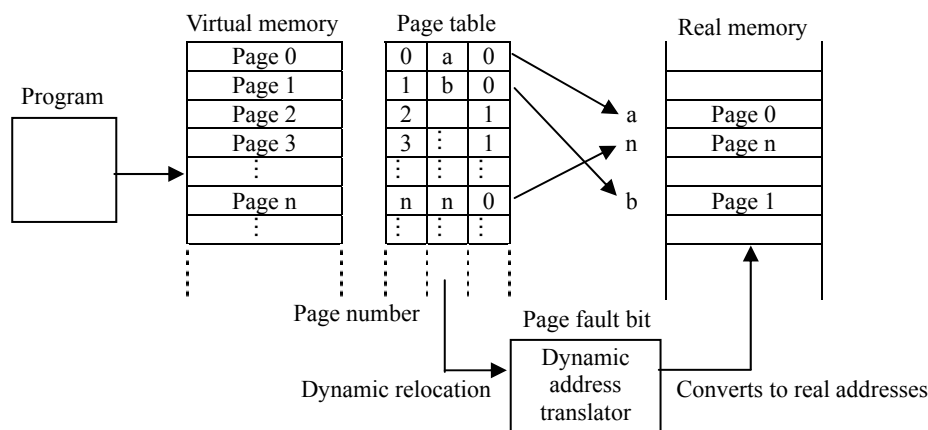 Virtual memory Page table Real memory
Program
Page 0
Page 1
Page 2
Page 3
⋮
Page n
⋮
0 a 0
1 b 0
2 1
3 ⋮ 1
⋮ ⋮
n n 0
⋮ ⋮ ⋮
a
n
b
Page 0
Page n
Page 1
Page number
Page fault bit
Dynamic relocation
Dynamic
address
translator
Converts to real addresses